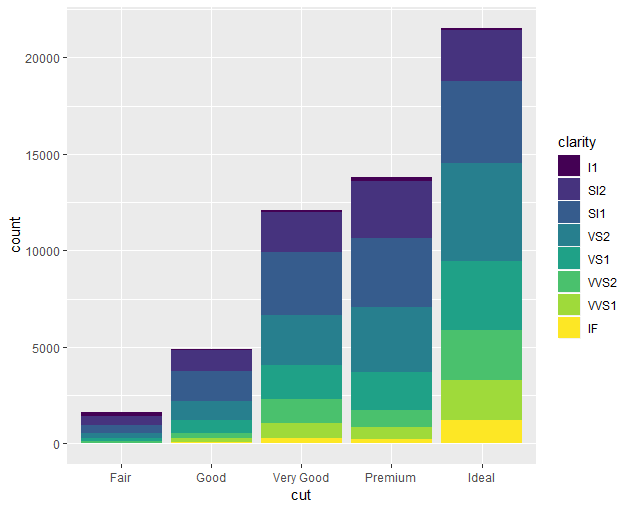 20000
15000
10000
5000
0
count
Fair
Good
Very Good
Premium
Ideal
cut
clarity
I1
SI2
SI1
VS2
VS1
VVS2
VVS1
IF